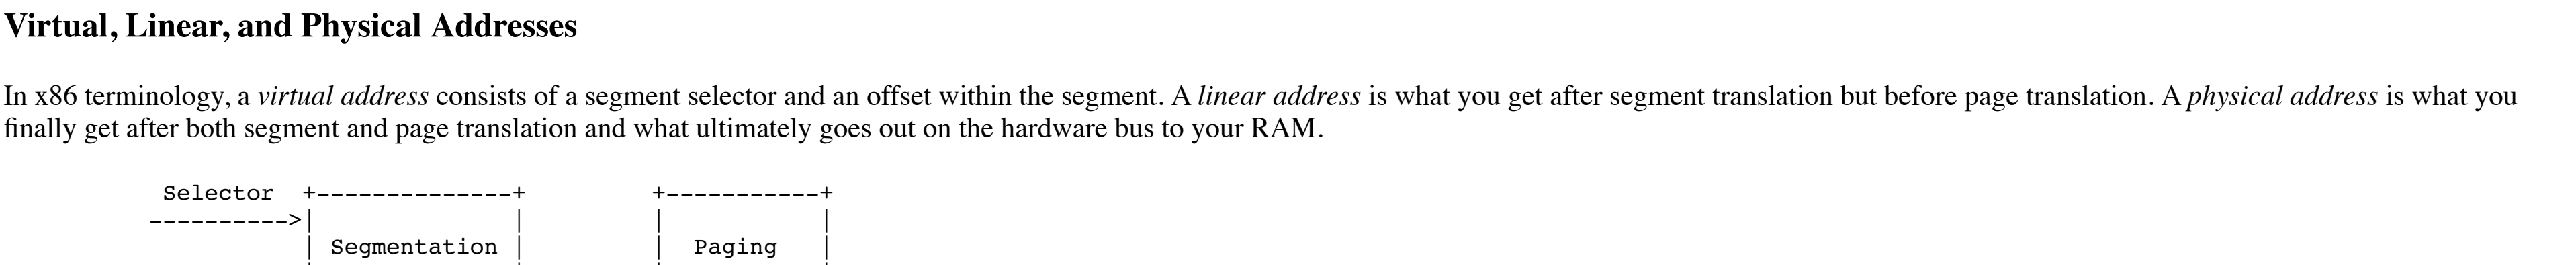 Virtual, Linear, and Physical Addresses
In x86 terminology, a virtual address consists of a segment selector and an offset within the segment. A linear address is what you get after segment translation but before page translation. A physical address is what you
finally get after both segment and page translation and what ultimately goes out on the hardware bus to your RAM.
Selector  +--------------+         +-----------+
---------->|              |         |           |
| Segmentation |         |  Paging   |